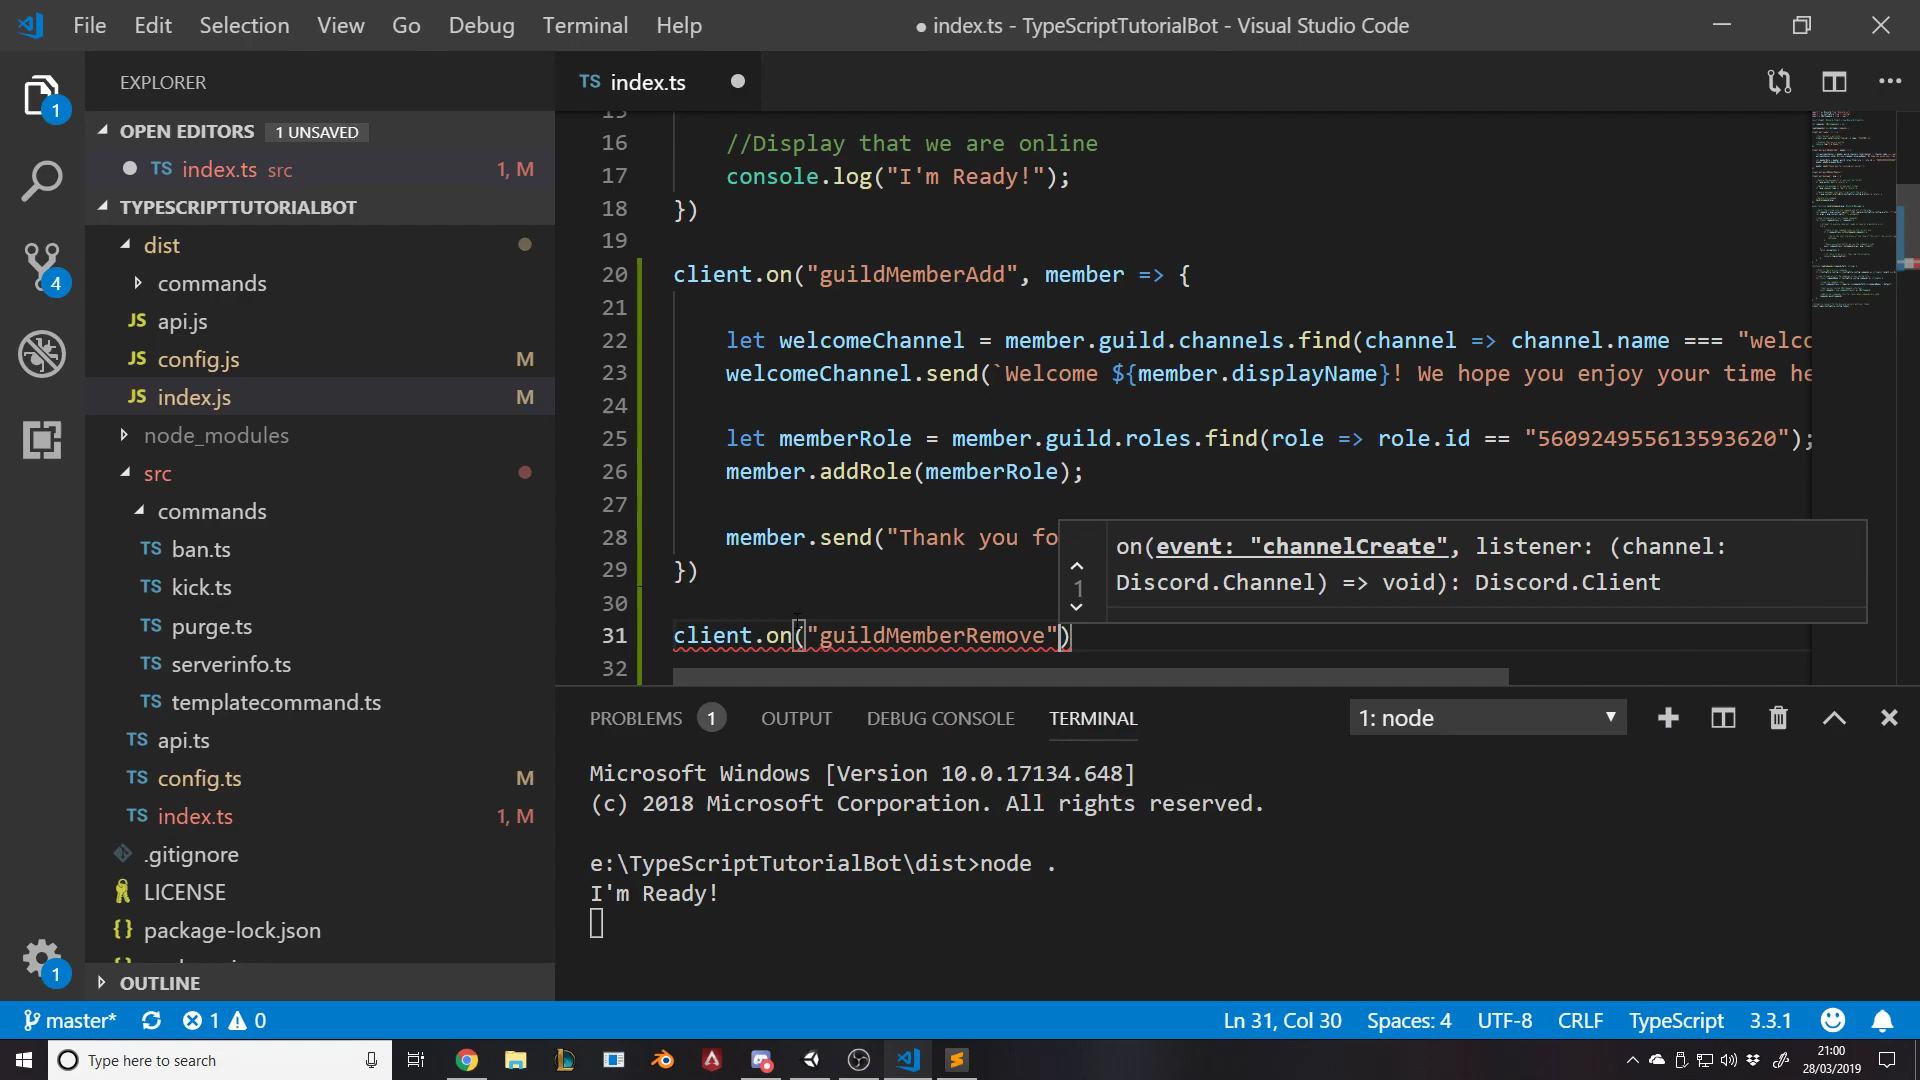 File Edit Selection View Go Debug Terminal Help
● index.ts - TypeScriptTutorialBot - Visual Studio Code
EXPLORER
OPEN EDITORS 1 UNSAVED
TS index.ts src 1, M
TYPESCRIPTTUTORIALBOT
dist
commands
JS api.js
JS config.js M
JS index.js M
node_modules
src
commands
TS ban.ts
TS kick.ts
TS purge.ts
TS serverinfo.ts
TS templatecommand.ts
TS api.ts
TS config.ts M
TS index.ts 1, M
.gitignore
LICENSE
{} package-lock.json
OUTLINE
1
4
1
TS index.ts
15
16 //Display that we are online
17 console.log("I'm Ready!");
18 })
19
20 client.on("guildMemberAdd", member => {
21
22 let welcomeChannel = member.guild.channels.find(channel => channel.name === "welco
23 welcomeChannel.send(`Welcome ${member.displayName}! We hope you enjoy your time he
24
25 let memberRole = member.guild.roles.find(role => role.id == "560924955613593620");
26 member.addRole(memberRole);
27
28 member.send("Thank you fo
29 })
30
31 client.on("guildMemberRemove")
32
on(event: "channelCreate", listener: (channel:
1 Discord.Channel) => void): Discord.Client
PROBLEMS 1 OUTPUT DEBUG CONSOLE TERMINAL 1: node
Microsoft Windows [Version 10.0.17134.648]
(c) 2018 Microsoft Corporation. All rights reserved.
e:\TypeScriptTutorialBot\dist>node .
I'm Ready!
master* 1 0 Ln 31, Col 30 Spaces: 4 UTF-8 CRLF TypeScript 3.3.1
Type here to search
21:00
28/03/2019